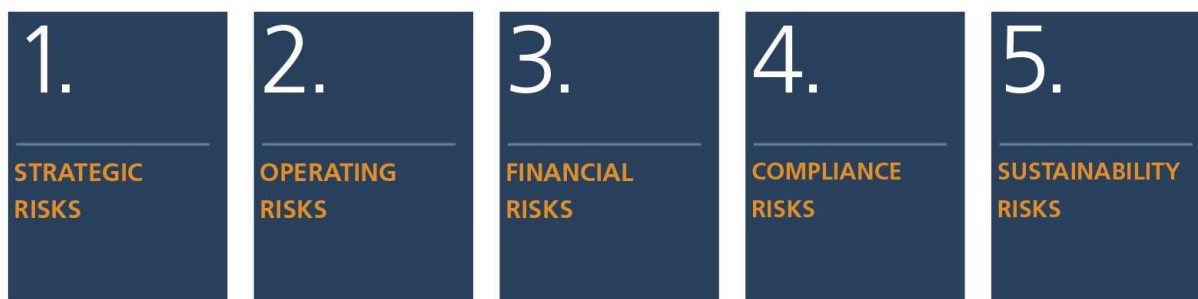 1.
STRATEGIC
RISKS
2.
OPERATING
RISKS
3.
FINANCIAL
RISKS
4.
COMPLIANCE
RISKS
5.
SUSTAINABILITY
RISKS